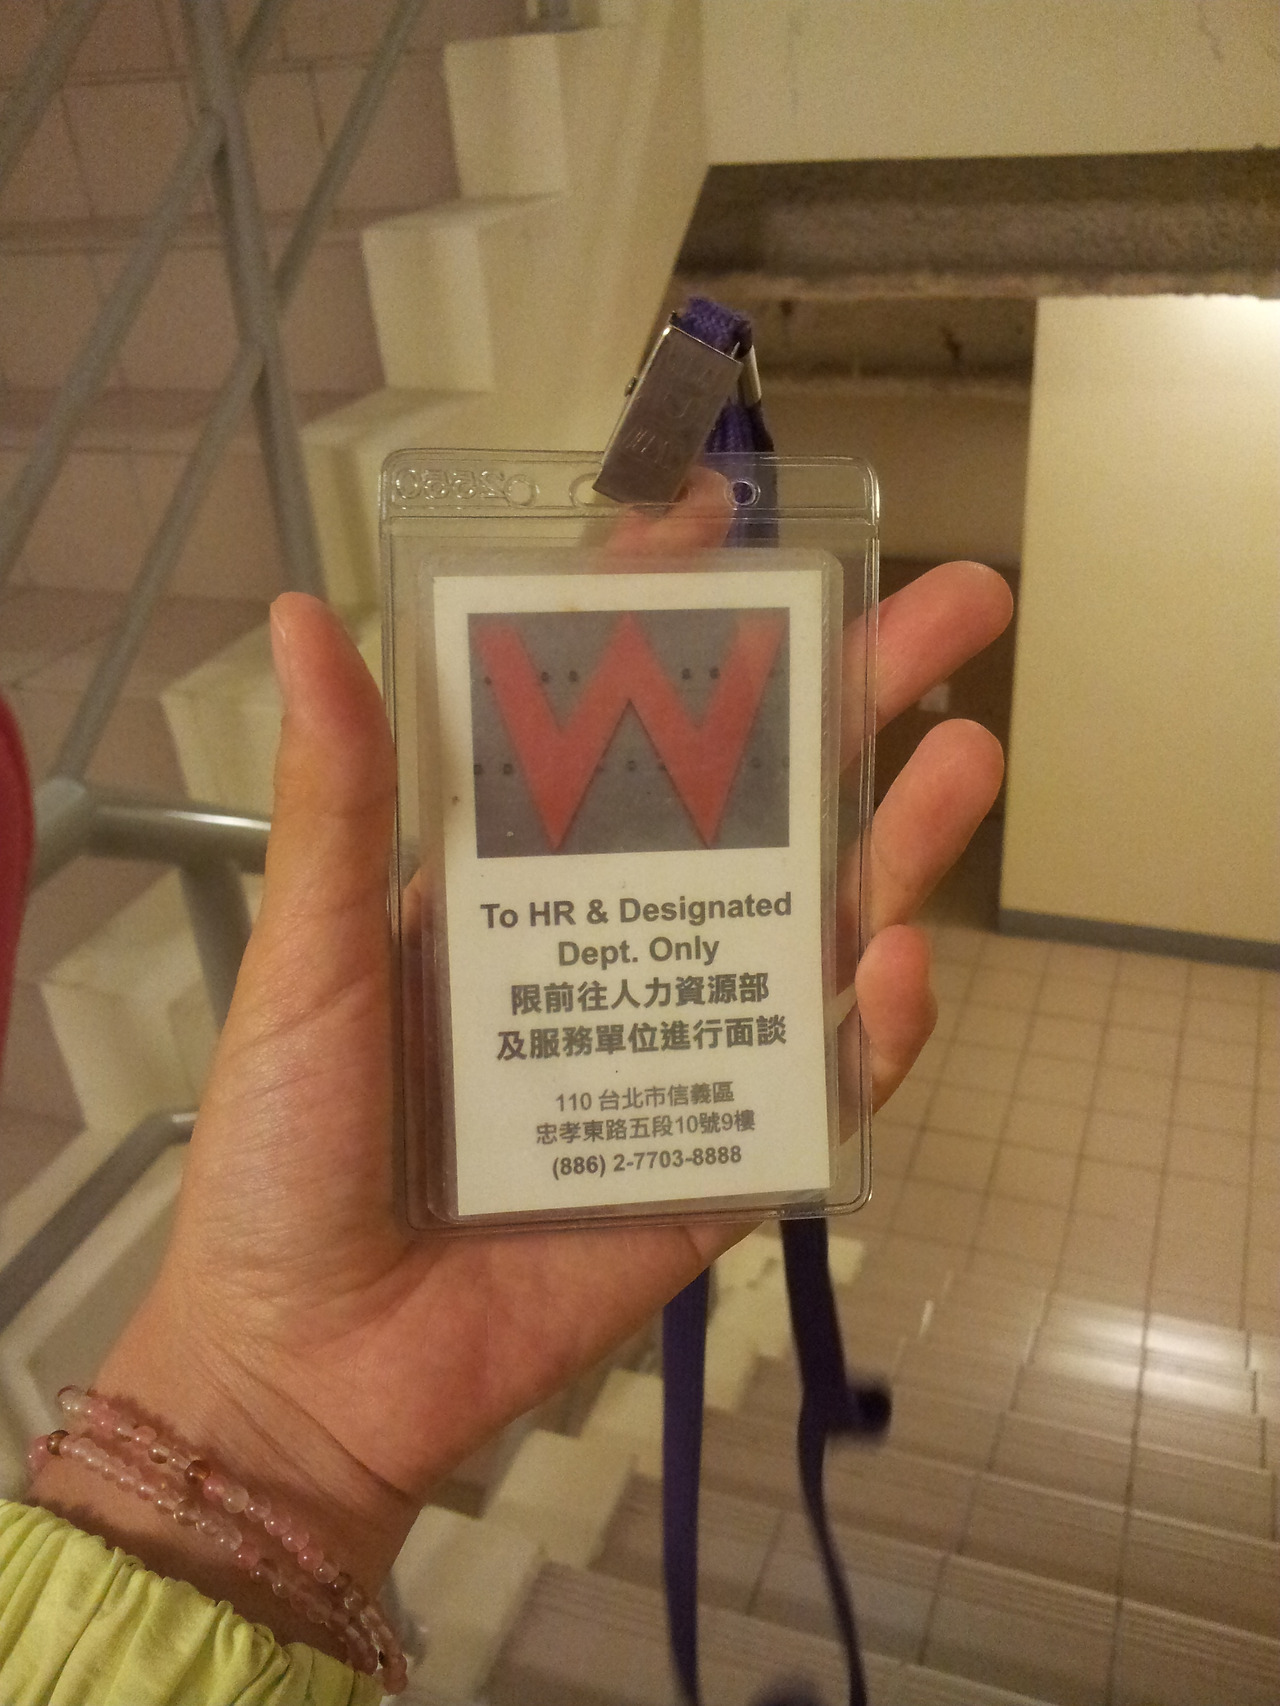 W
To HR & Designated
Dept. Only
限前往人力資源部
及服務單位進行面談
110 台北市信義區
忠孝東路五段10號9樓
(886) 2-7703-8888